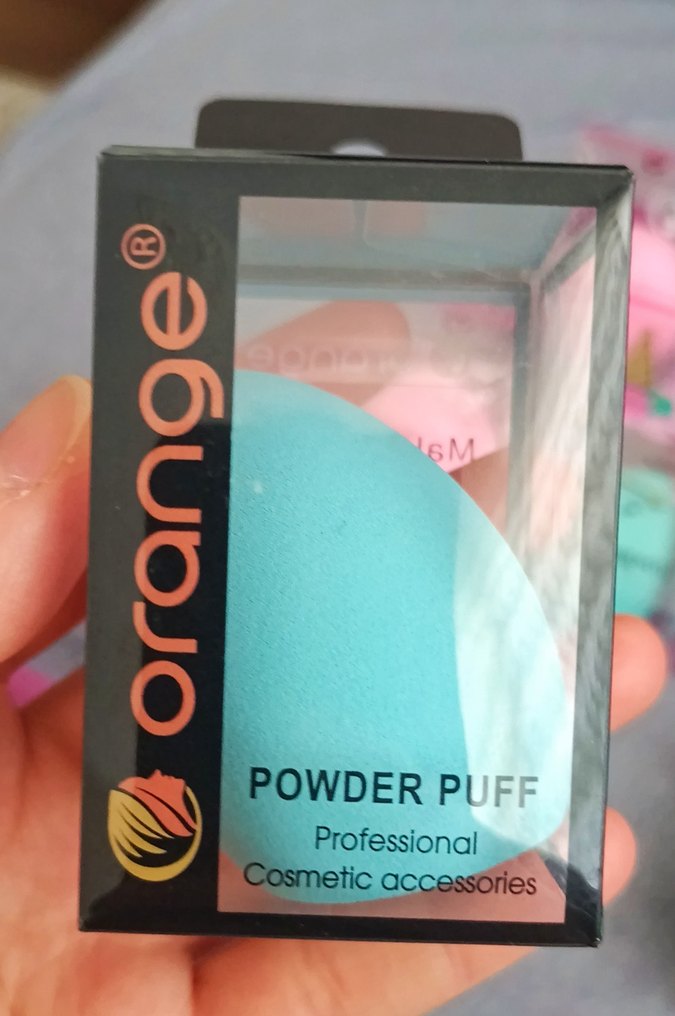 orange®
POWDER PUFF
Professional
Cosmetic accessories